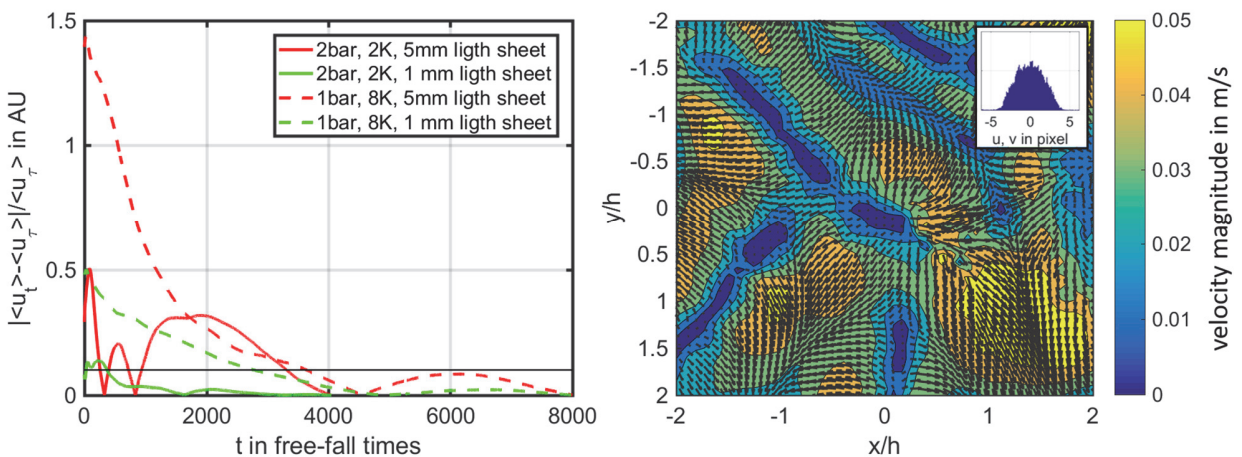 1.5
1
0.5
0
|<u_t>-<u_τ>|/<u_τ> in AU
2bar, 2K, 5mm ligth sheet
2bar, 2K, 1 mm ligth sheet
1bar, 8K, 5mm ligth sheet
1bar, 8K, 1 mm ligth sheet
0 2000 4000 6000 8000
t in free-fall times
-2
-1.5
-1
-0.5
0
0.5
1
1.5
2
y/h
-5 0 5
u, v in pixel
-2 -1 0 1 2
x/h
0.05
0.04
0.03
0.02
0.01
0
velocity magnitude in m/s